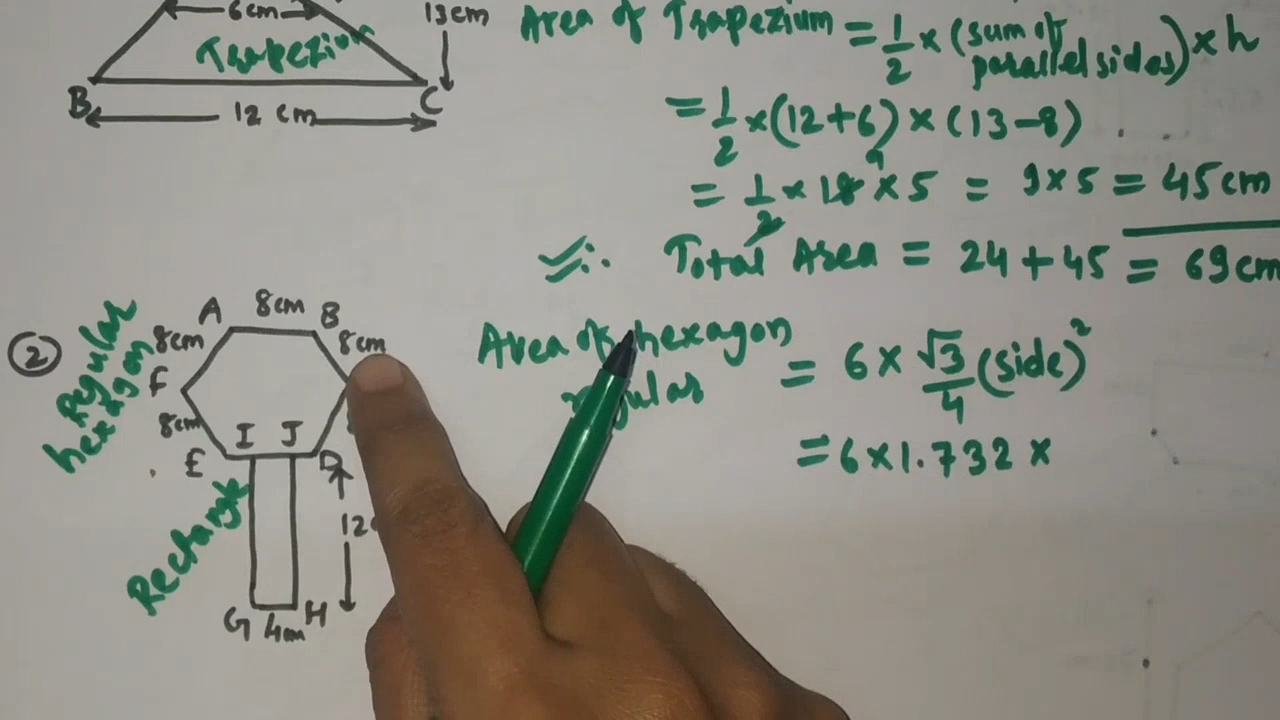 6cm
Trapezium
B
C
12 cm
13cm
Area of Trapezium = 1/2 × (sum of parallel sides) × h
= 1/2 × (12+6) × (13-8)
= 1/2 × 18 9 × 5 = 9×5 = 45cm
∴ Total Area = 24+45 = 69cm
2
Regular hexagon
A 8cm B
8cm 8cm
F
8cm
E I J D
Rectangle
G 4cm H
Area of hexagon = 6 × √3/4 (side)²
= 6×1.732 ×